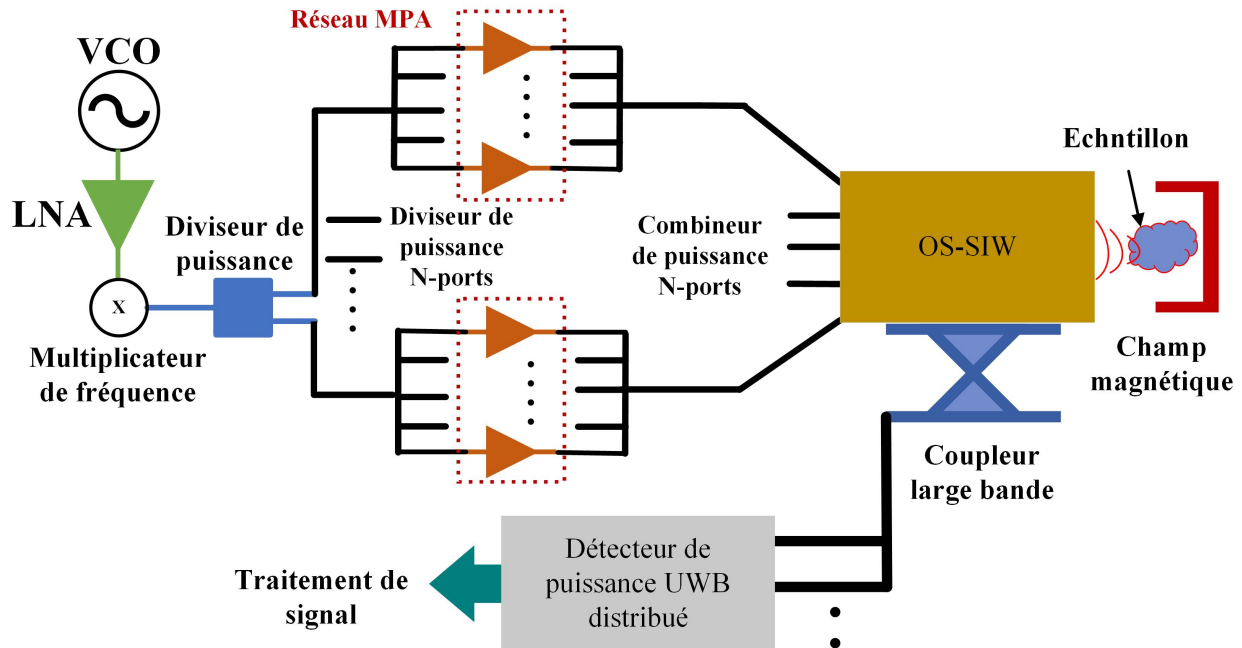 Réseau MPA
VCO
LNA
Diviseur de
puissance
X
Multiplicateur
de fréquence
Diviseur de
puissance
N-ports
Combineur
de puissance
N-ports
OS-SIW
Echntillon
Champ
magnétique
Coupleur
large bande
Détecteur de
puissance UWB
distribué
Traitement de
signal